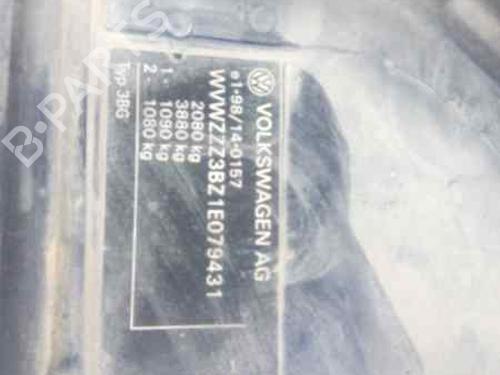 VOLKSWAGEN AG
e1*98/14*0157
WVWZZZ3BZ1E079431
2080 kg
3880 kg
1- 1090 kg
2- 1080 kg
Typ 3BG